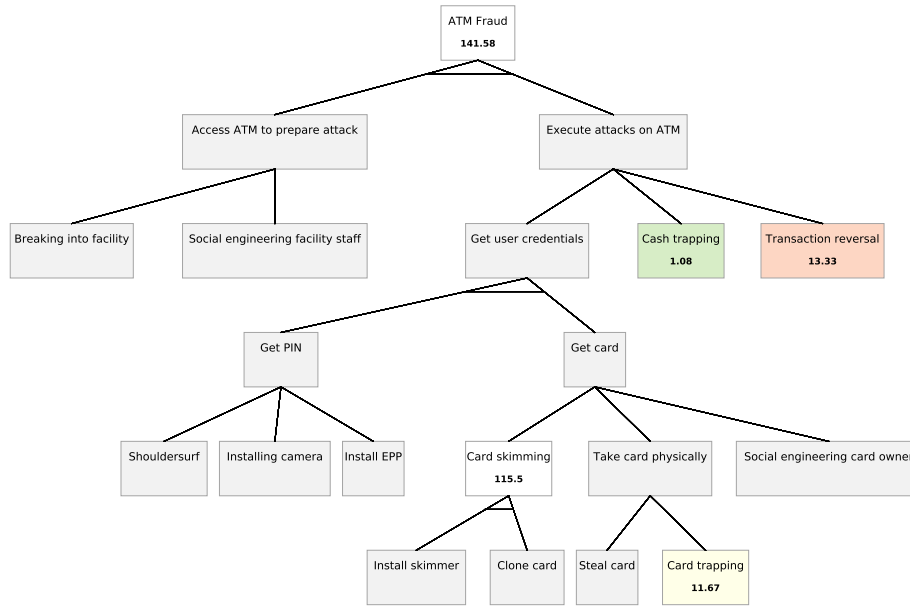 ATM Fraud
141.58
Access ATM to prepare attack
Execute attacks on ATM
Breaking into facility
Social engineering facility staff
Get user credentials
Cash trapping
1.08
Transaction reversal
13.33
Get PIN
Get card
Shouldersurf
Installing camera
Install EPP
Card skimming
115.5
Take card physically
Social engineering card owner
Install skimmer
Clone card
Steal card
Card trapping
11.67